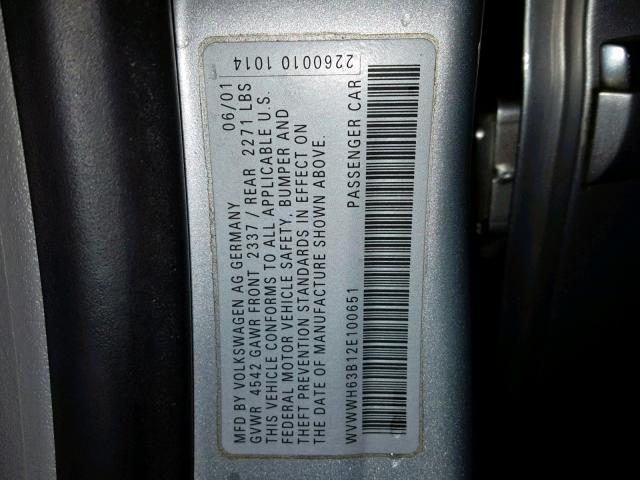 MFD BY VOLKSWAGEN AG GERMANY 06/01
GVWR 4542 GAWR FRONT 2337 / REAR 2271 LBS
THIS VEHICLE CONFORMS TO ALL APPLICABLE U.S.
FEDERAL MOTOR VEHICLE SAFETY, BUMPER AND
THEFT PREVENTION STANDARDS IN EFFECT ON
THE DATE OF MANUFACTURE SHOWN ABOVE.
WVWWH63B12E100651 PASSENGER CAR
2260010 1014